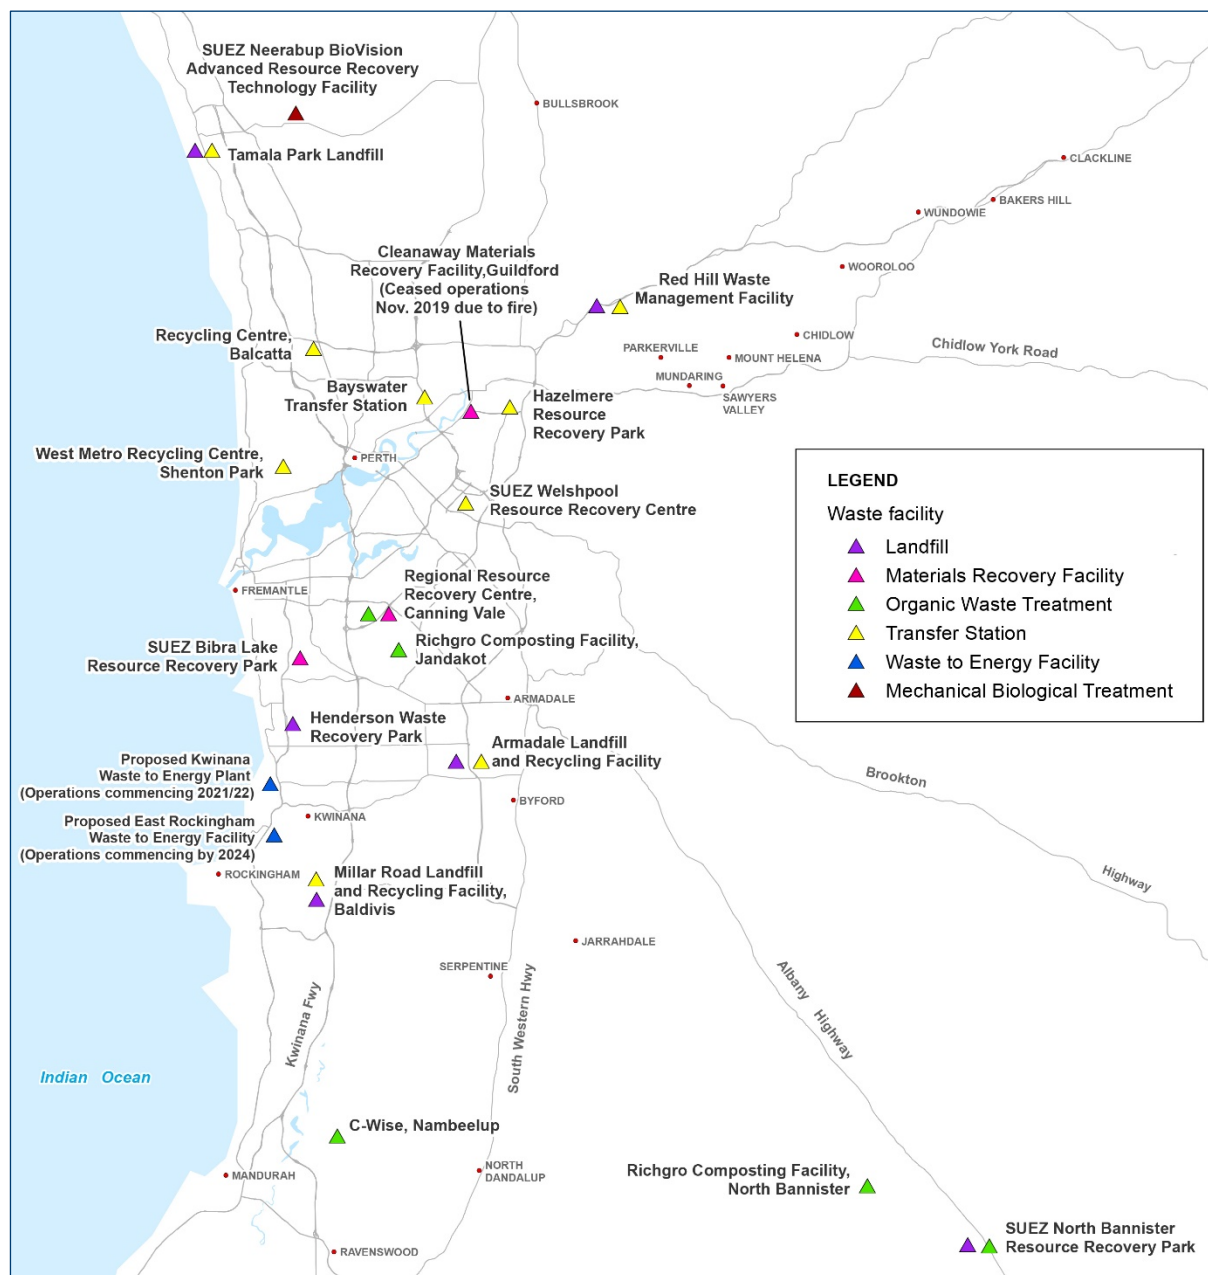 SUEZ Neerabup BioVision
Advanced Resource Recovery
Technology Facility
BULLSBROOK
Tamala Park Landfill
CLACKLINE
BAKERS HILL
WUNDOWIE
Cleanaway Materials
Recovery Facility,Guildford
(Ceased operations
Nov. 2019 due to fire)
WOOROLOO
Red Hill Waste
Management Facility
Recycling Centre,
Balcatta
CHIDLOW
PARKERVILLE
MOUNT HELENA
Chidlow York Road
MUNDARING
SAWYERS
VALLEY
Bayswater
Transfer Station
Hazelmere
Resource
Recovery Park
West Metro Recycling Centre,
Shenton Park
PERTH
SUEZ Welshpool
Resource Recovery Centre
LEGEND
Waste facility
Landfill
Materials Recovery Facility
Organic Waste Treatment
Transfer Station
Waste to Energy Facility
Mechanical Biological Treatment
FREMANTLE
Regional Resource
Recovery Centre,
Canning Vale
SUEZ Bibra Lake
Resource Recovery Park
Richgro Composting Facility,
Jandakot
ARMADALE
Henderson Waste
Recovery Park
Armadale Landfill
and Recycling Facility
Proposed Kwinana
Waste to Energy Plant
(Operations commencing 2021/22)
BYFORD
Brookton
Highway
KWINANA
Proposed East Rockingham
Waste to Energy Facility
(Operations commencing by 2024)
ROCKINGHAM
Millar Road Landfill
and Recycling Facility,
Baldivis
JARRAHDALE
SERPENTINE
Kwinana Fwy
South Western Hwy
Albany Highway
Indian Ocean
C-Wise, Nambeelup
MANDURAH
NORTH
DANDALUP
Richgro Composting Facility,
North Bannister
RAVENSWOOD
SUEZ North Bannister
Resource Recovery Park